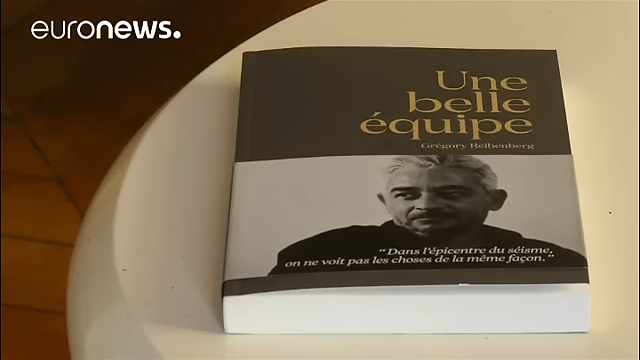 euronews.
Une
belle
équipe
Grégory Reibenberg
“Dans l'épicentre du séisme,
on ne voit pas les choses de la même façon.”